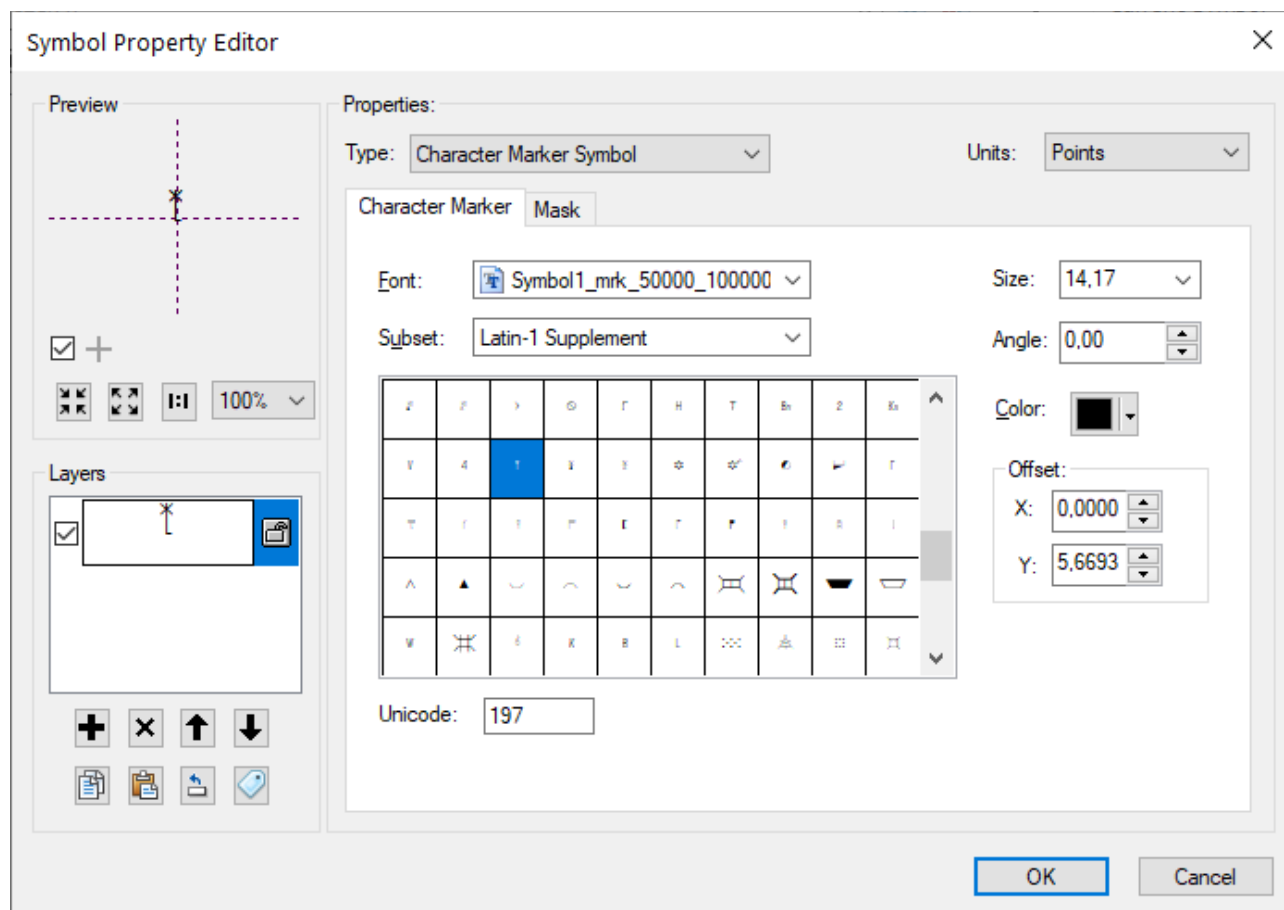 Symbol Property Editor
Preview
100%
Layers
Properties:
Type: Character Marker Symbol
Units: Points
Character Marker
Mask
Font: Symbol1_mrk_50000_100000
Subset: Latin-1 Supplement
Size: 14,17
Angle: 0,00
Color:
Offset:
X: 0,0000
Y: 5,6693
Unicode: 197
OK
Cancel